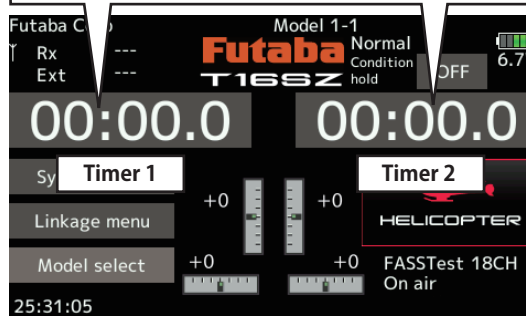 Futaba C
Model 1-1
Rx ---
Ext ---
Futaba
T16SZ
Normal
Condition
hold
OFF
6.7
00:00.0
00:00.0
Timer 1
Timer 2
Sy
Linkage menu
Model select
+0
+0
+0
+0
HELICOPTER
FASSTest 18CH
On air
25:31:05